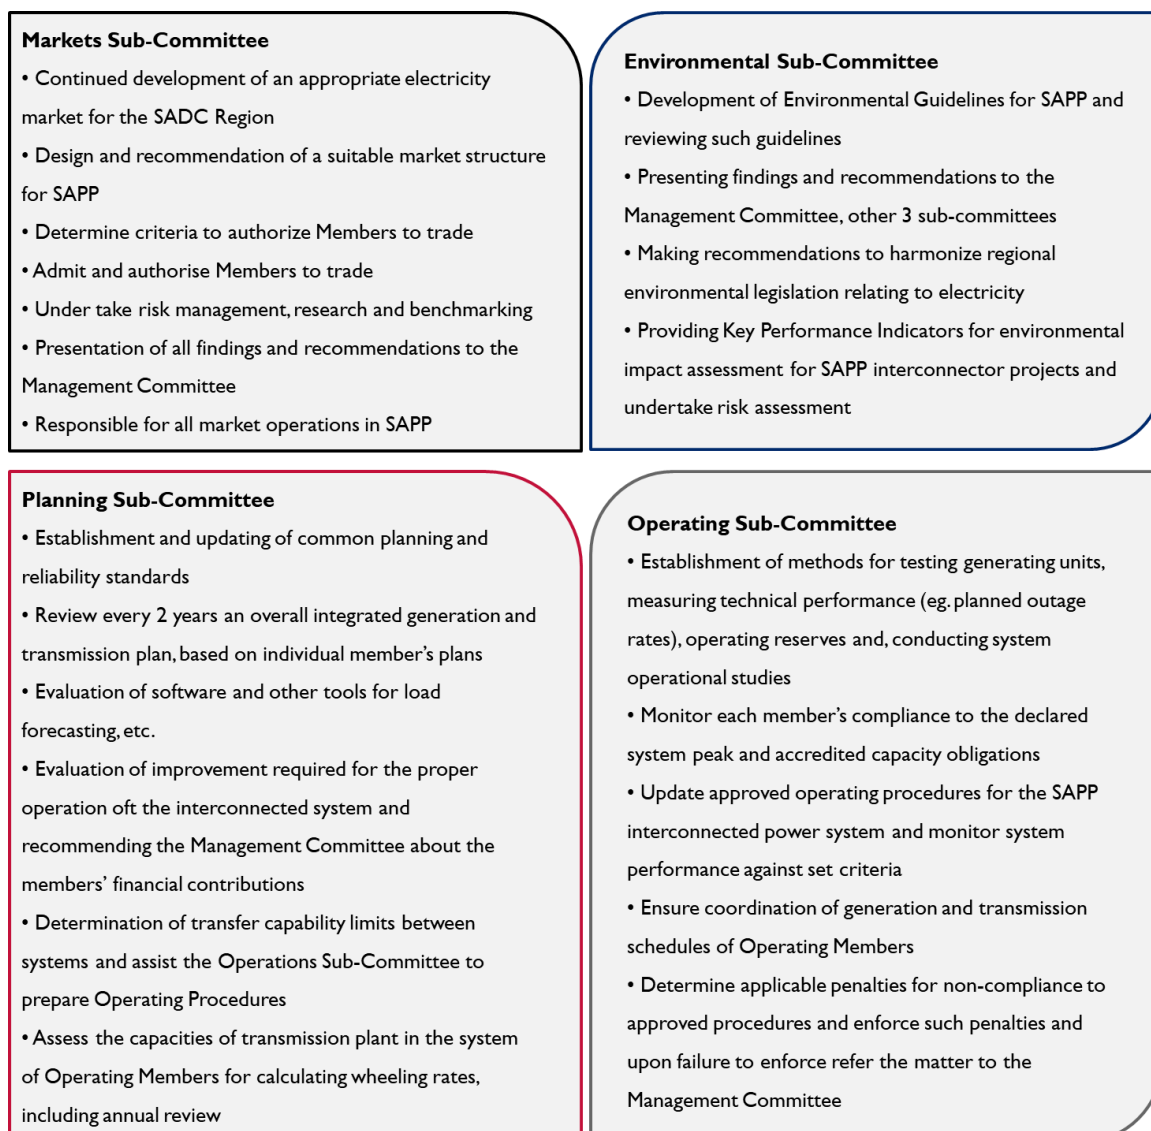 Markets Sub-Committee
• Continued development of an appropriate electricity
market for the SADC Region
• Design and recommendation of a suitable market structure
for SAPP
• Determine criteria to authorize Members to trade
• Admit and authorise Members to trade
• Under take risk management, research and benchmarking
• Presentation of all findings and recommendations to the
Management Committee
• Responsible for all market operations in SAPP
Environmental Sub-Committee
• Development of Environmental Guidelines for SAPP and
reviewing such guidelines
• Presenting findings and recommendations to the
Management Committee, other 3 sub-committees
• Making recommendations to harmonize regional
environmental legislation relating to electricity
• Providing Key Performance Indicators for environmental
impact assessment for SAPP interconnector projects and
undertake risk assessment
Planning Sub-Committee
• Establishment and updating of common planning and
reliability standards
• Review every 2 years an overall integrated generation and
transmission plan, based on individual member’s plans
• Evaluation of software and other tools for load
forecasting, etc.
• Evaluation of improvement required for the proper
operation oft the interconnected system and
recommending the Management Committee about the
members’ financial contributions
• Determination of transfer capability limits between
systems and assist the Operations Sub-Committee to
prepare Operating Procedures
• Assess the capacities of transmission plant in the system
of Operating Members for calculating wheeling rates,
including annual review
Operating Sub-Committee
• Establishment of methods for testing generating units,
measuring technical performance (eg. planned outage
rates), operating reserves and, conducting system
operational studies
• Monitor each member’s compliance to the declared
system peak and accredited capacity obligations
• Update approved operating procedures for the SAPP
interconnected power system and monitor system
performance against set criteria
• Ensure coordination of generation and transmission
schedules of Operating Members
• Determine applicable penalties for non-compliance to
approved procedures and enforce such penalties and
upon failure to enforce refer the matter to the
Management Committee